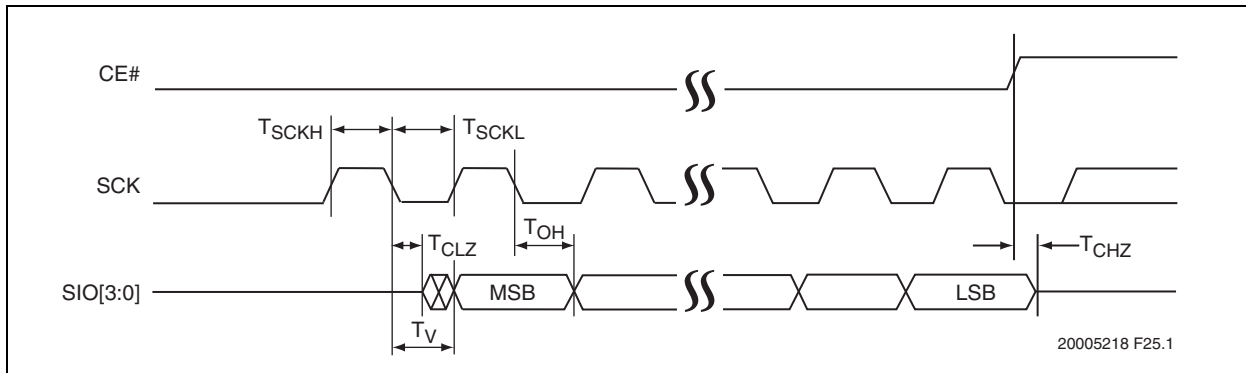 CE#
TSCKH
TSCKL
SCK
TOH
TCLZ
TCHZ
SIO[3:0]
MSB
LSB
TV
20005218 F25.1